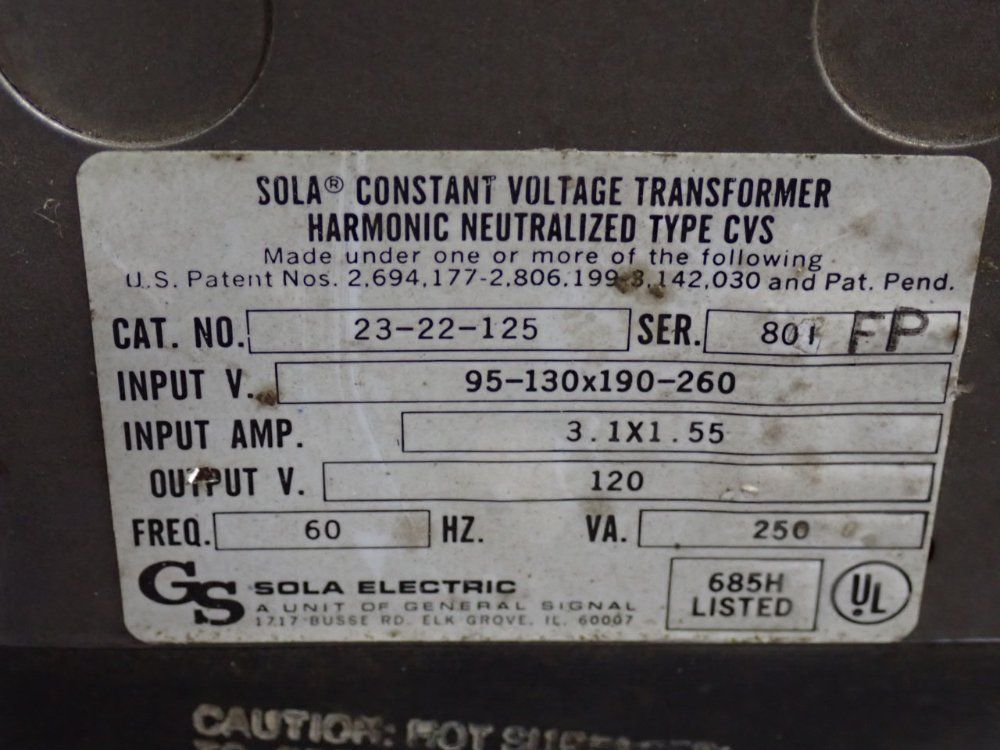 SOLA® CONSTANT VOLTAGE TRANSFORMER
HARMONIC NEUTRALIZED TYPE CVS
Made under one or more of the following
U.S. Patent Nos. 2,694,177-2,806,199-3,142,030 and Pat. Pend.
CAT. NO. 23-22-125 SER. 801 FP
INPUT V. 95-130x190-260
INPUT AMP. 3.1X1.55
OUTPUT V. 120
FREQ. 60 HZ. VA. 250
GS SOLA ELECTRIC
A UNIT OF GENERAL SIGNAL
1717 BUSSE RD. ELK GROVE, IL. 60007
685H
LISTED
UL
CAUTION: HOT